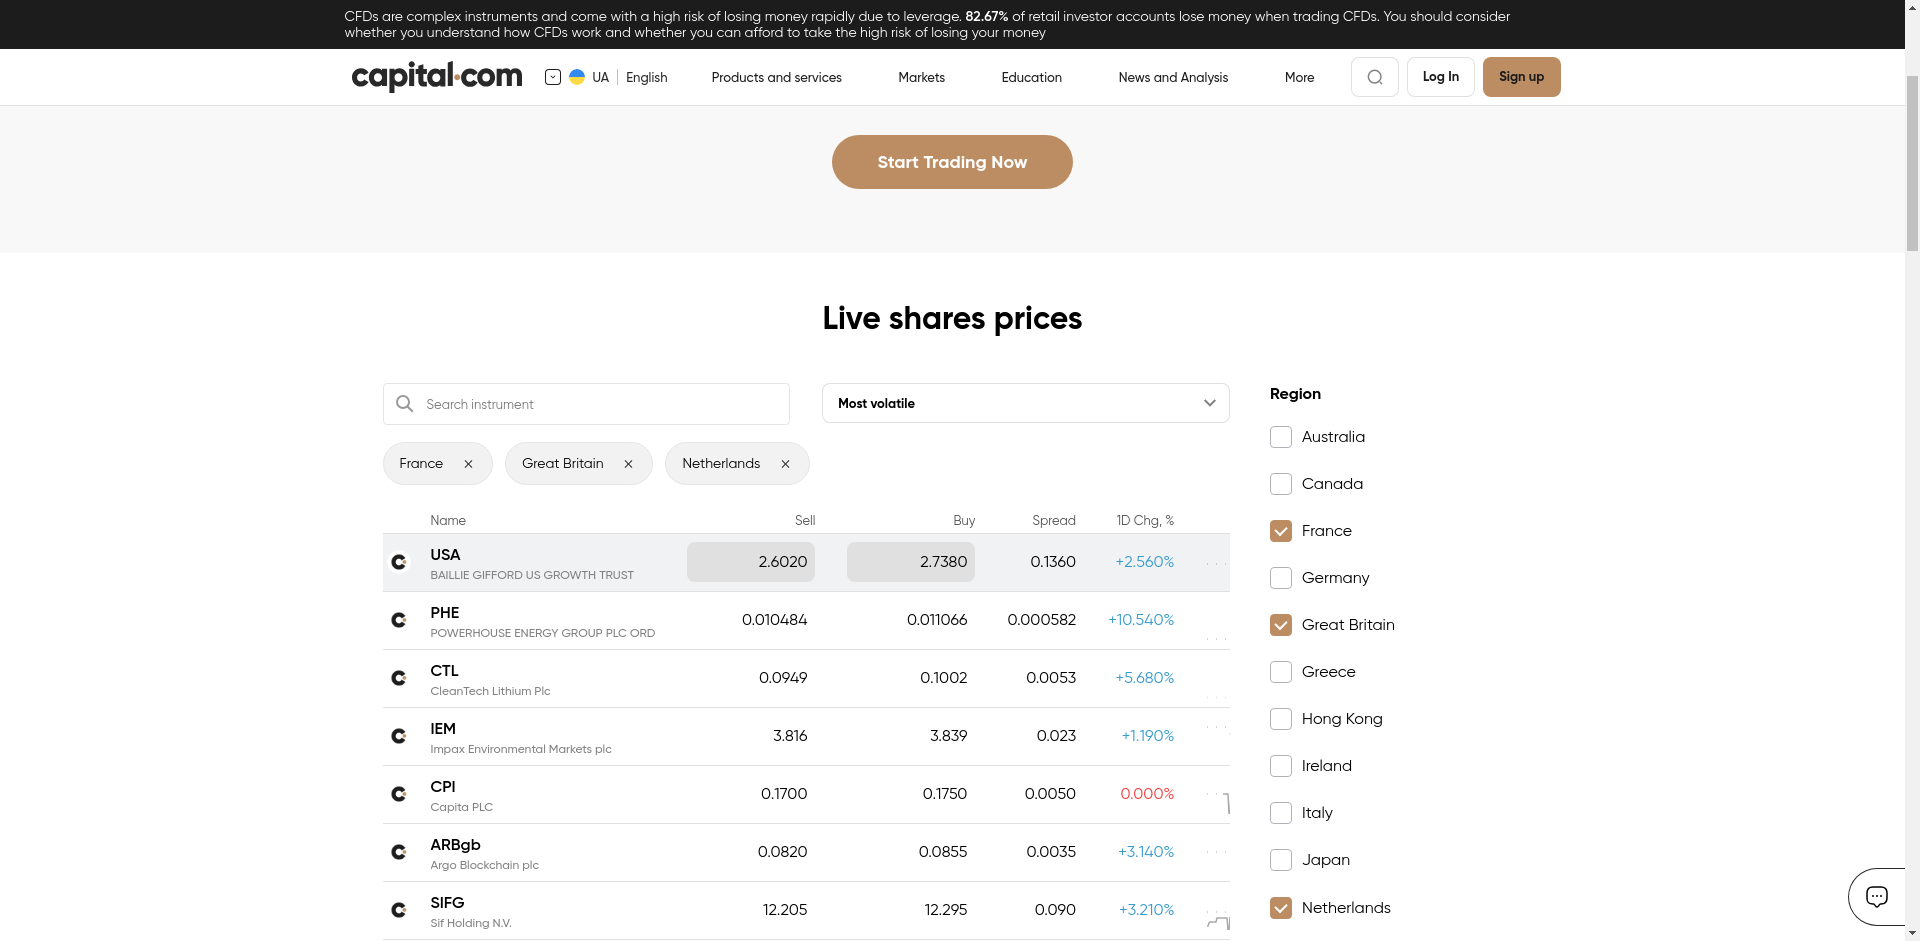 CFDs are complex instruments and come with a high risk of losing money rapidly due to leverage. 82.67% of retail investor accounts lose money when trading CFDs. You should consider
whether you understand how CFDs work and whether you can afford to take the high risk of losing your money
capital.com UA English Products and services Markets Education News and Analysis More Log In Sign up
Start Trading Now
Live shares prices
Search instrument
Most volatile
France × Great Britain × Netherlands ×
Name Sell Buy Spread 1D Chg, %
USA
BAILLIE GIFFORD US GROWTH TRUST
2.6020 2.7380 0.1360 +2.560%
PHE
POWERHOUSE ENERGY GROUP PLC ORD
0.010484 0.011066 0.000582 +10.540%
CTL
CleanTech Lithium Plc
0.0949 0.1002 0.0053 +5.680%
IEM
Impax Environmental Markets plc
3.816 3.839 0.023 +1.190%
CPI
Capita PLC
0.1700 0.1750 0.0050 0.000%
ARBgb
Argo Blockchain plc
0.0820 0.0855 0.0035 +3.140%
SIFG
Sif Holding N.V.
12.205 12.295 0.090 +3.210%
Region
Australia
Canada
France
Germany
Great Britain
Greece
Hong Kong
Ireland
Italy
Japan
Netherlands